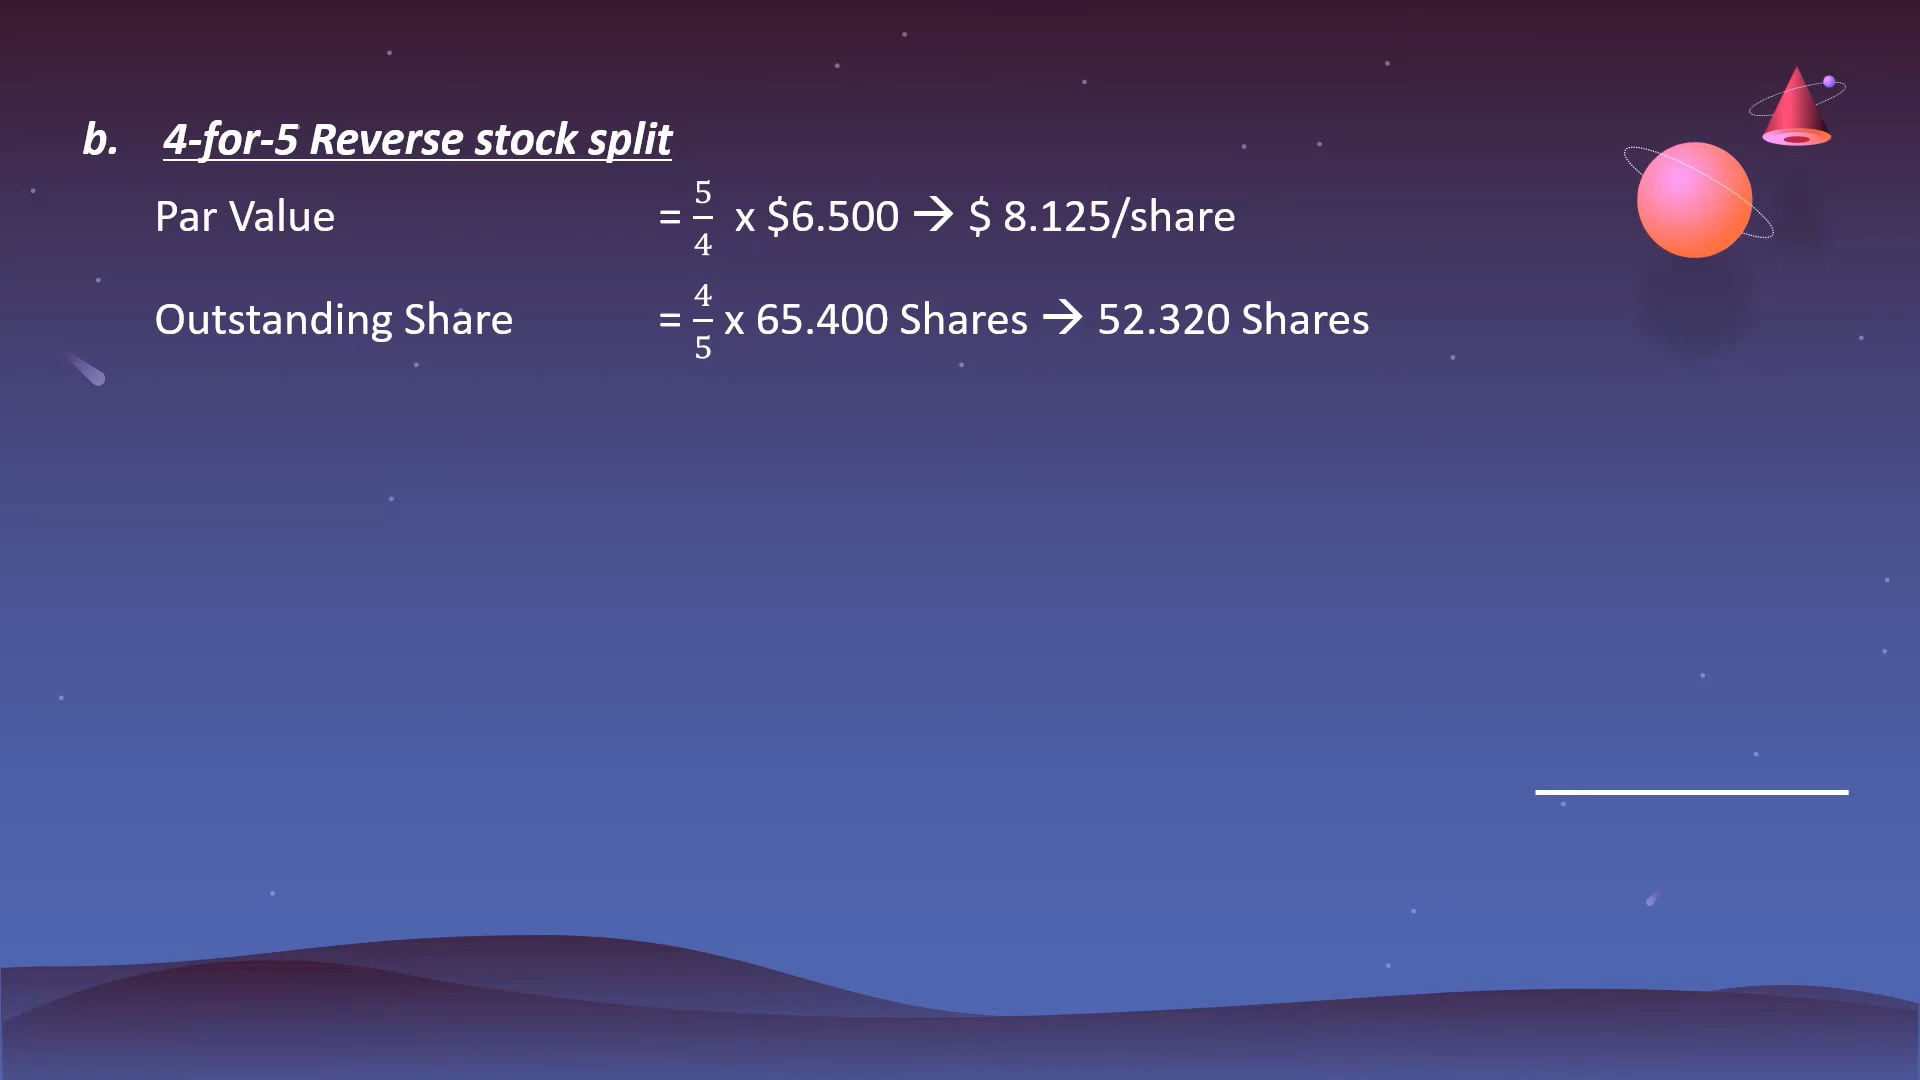 b. 4-for-5 Reverse stock split
Par Value = 5/4 x $6.500 → $ 8.125/share
Outstanding Share = 4/5 x 65.400 Shares → 52.320 Shares